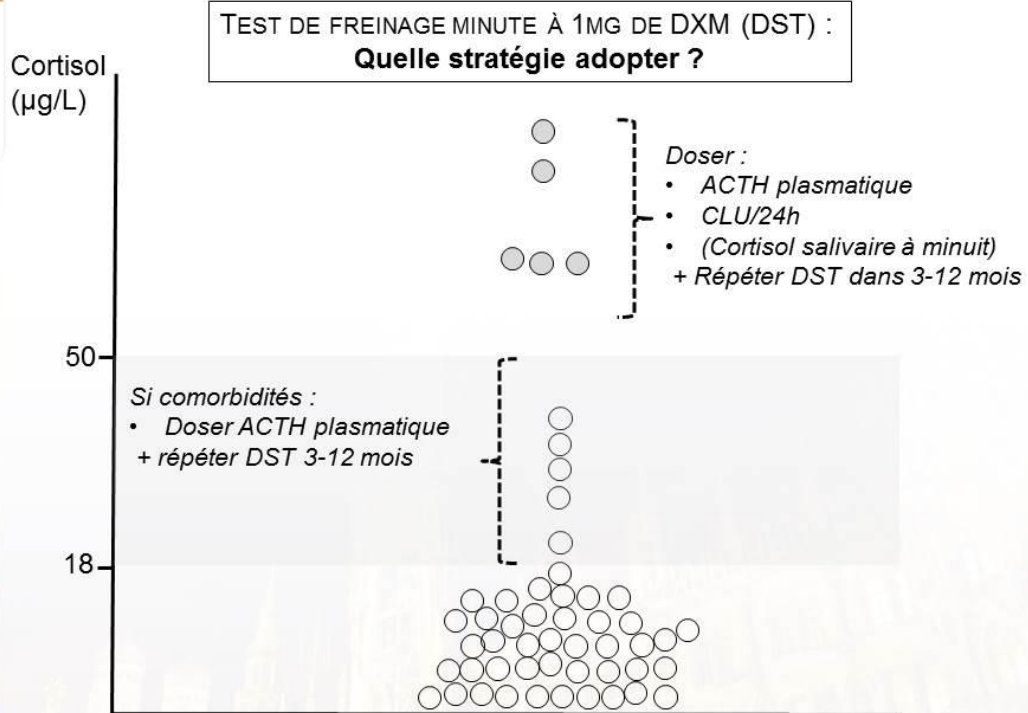 TEST DE FREINAGE MINUTE À 1MG DE DXM (DST) :
Quelle stratégie adopter ?
Cortisol
(µg/L)
Doser :
• ACTH plasmatique
• CLU/24h
• (Cortisol salivaire à minuit)
+ Répéter DST dans 3-12 mois
50
Si comorbidités :
• Doser ACTH plasmatique
+ répéter DST 3-12 mois
18